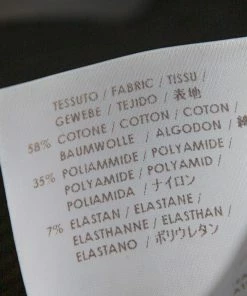 TESSUTO / FABRIC / TISSU /
GEWEBE / TEJIDO / 表地
58% COTONE / COTTON / COTON /
BAUMWOLLE / ALGODON / 綿
35% POLIAMMIDE / POLYAMIDE /
POLYAMID / POLYAMIDE /
POLIAMIDA / ナイロン
7% ELASTAN / ELASTANE /
ELASTHANNE / ELASTHAN /
ELASTANO / ポリウレタン